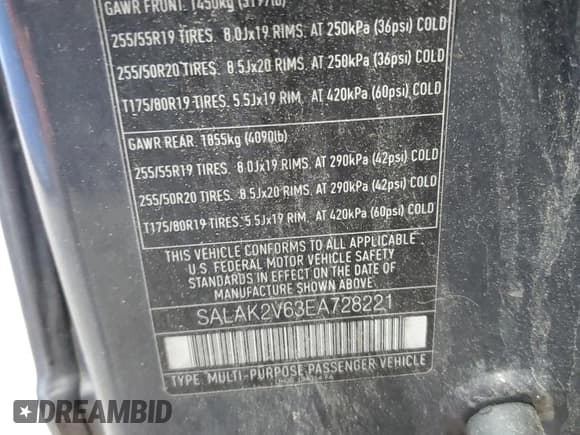 GAWR FRONT. 1450kg (3197lb)
255/55R19 TIRES. 8.0Jx19 RIMS. AT 250kPa (36psi) COLD
255/50R20 TIRES. 8.5Jx20 RIMS. AT 250kPa (36psi) COLD
T175/80R19 TIRES. 5.5Jx19 RIM. AT 420kPa (60psi) COLD
GAWR REAR. 1855kg (4090lb)
255/55R19 TIRES. 8.0Jx19 RIMS. AT 290kPa (42psi) COLD
255/50R20 TIRES. 8.5Jx20 RIMS. AT 290kPa (42psi) COLD
T175/80R19 TIRES. 5.5Jx19 RIM. AT 420kPa (60psi) COLD
THIS VEHICLE CONFORMS TO ALL APPLICABLE
U.S. FEDERAL MOTOR VEHICLE SAFETY
STANDARDS IN EFFECT ON THE DATE OF
MANUFACTURE SHOWN ABOVE.
SALAK2V63EA728221
TYPE. MULTI-PURPOSE PASSENGER VEHICLE
DREAMBID